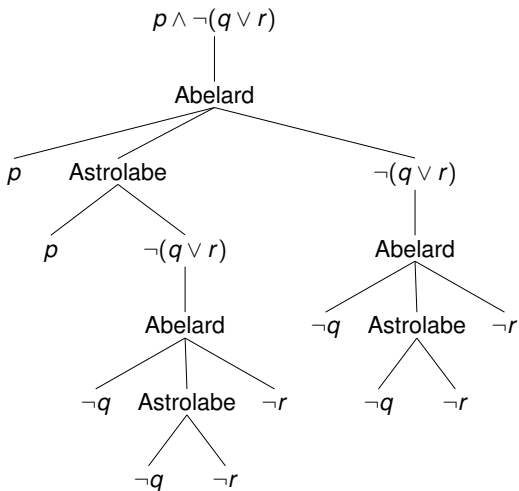 p ∧ ¬(q ∨ r)
Abelard
p Astrolabe ¬(q ∨ r)
p ¬(q ∨ r) Abelard
Abelard ¬q Astrolabe ¬r
¬q Astrolabe ¬r ¬q ¬r
¬q ¬r